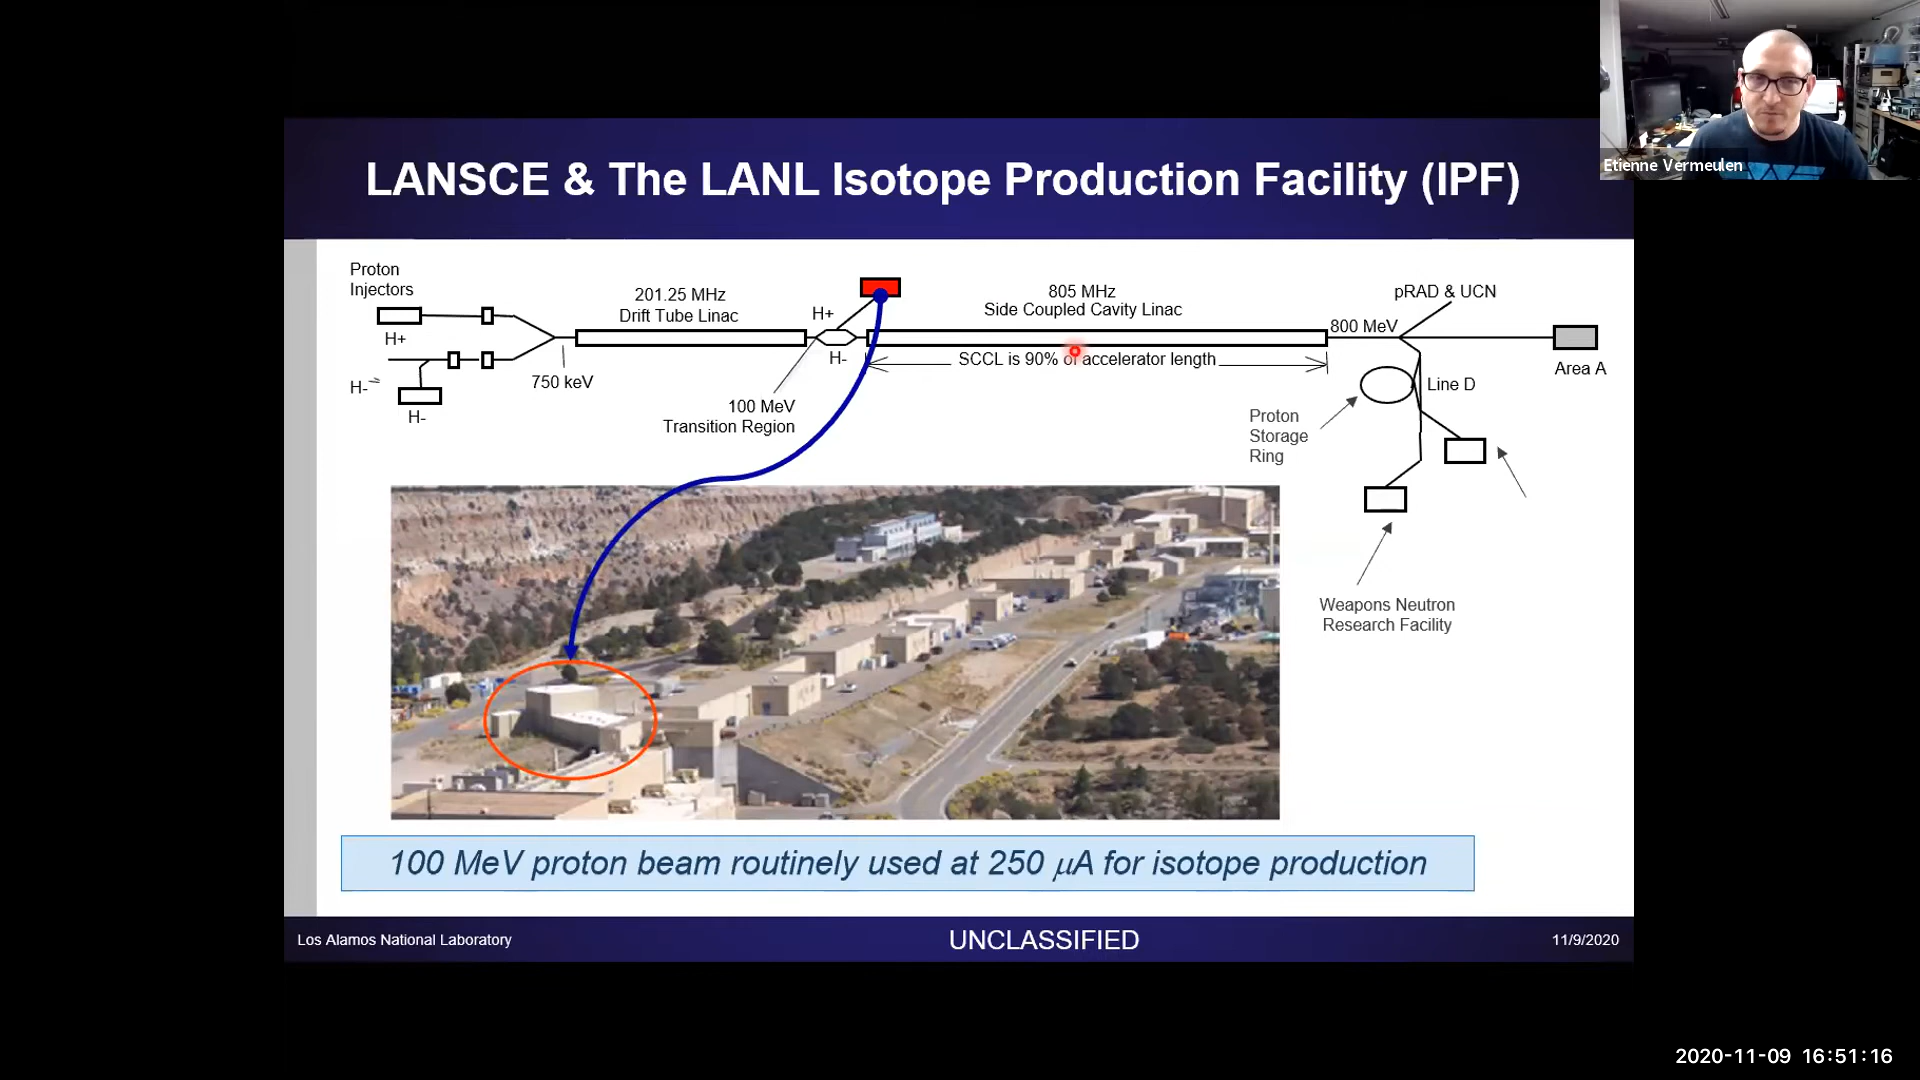 Etienne Vermeulen
LANSCE & The LANL Isotope Production Facility (IPF)
Proton
Injectors
H+
H-
H-
750 keV
201.25 MHz
Drift Tube Linac
H+
H-
100 MeV
Transition Region
805 MHz
Side Coupled Cavity Linac
SCCL is 90% of accelerator length
800 MeV
pRAD & UCN
Area A
Line D
Proton
Storage
Ring
Weapons Neutron
Research Facility
100 MeV proton beam routinely used at 250 μA for isotope production
Los Alamos National Laboratory
UNCLASSIFIED
11/9/2020
2020-11-09 16:51:16